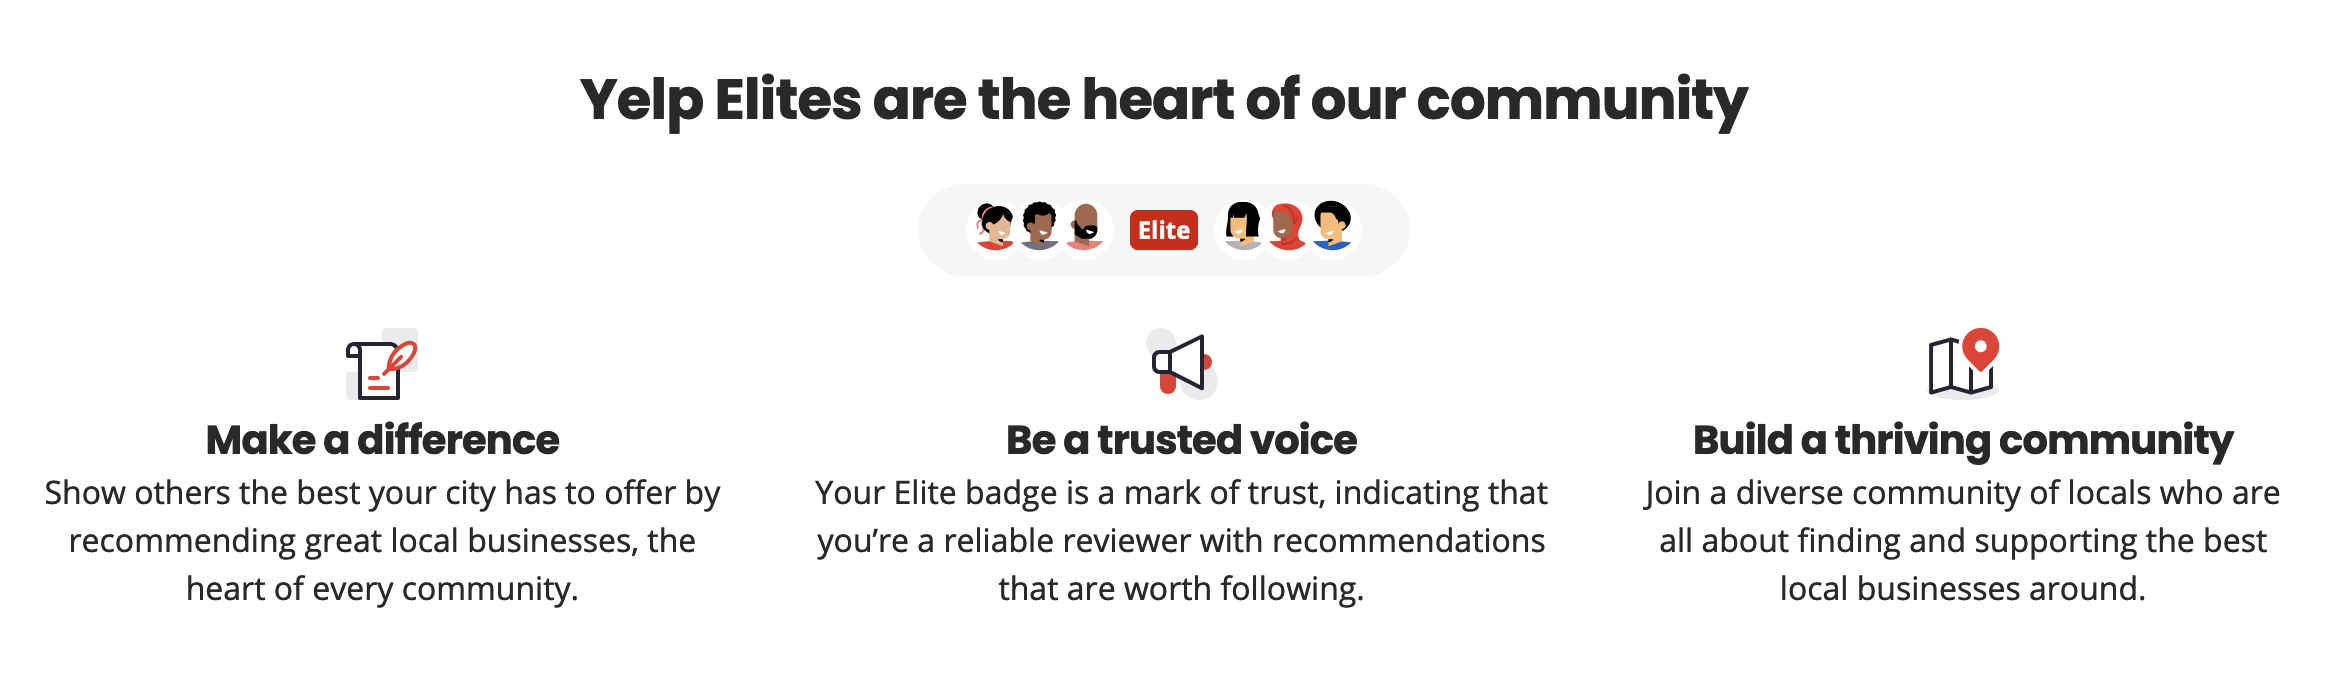 Yelp Elites are the heart of our community
Elite
Make a difference
Show others the best your city has to offer by
recommending great local businesses, the
heart of every community.
Be a trusted voice
Your Elite badge is a mark of trust, indicating that
you’re a reliable reviewer with recommendations
that are worth following.
Build a thriving community
Join a diverse community of locals who are
all about finding and supporting the best
local businesses around.